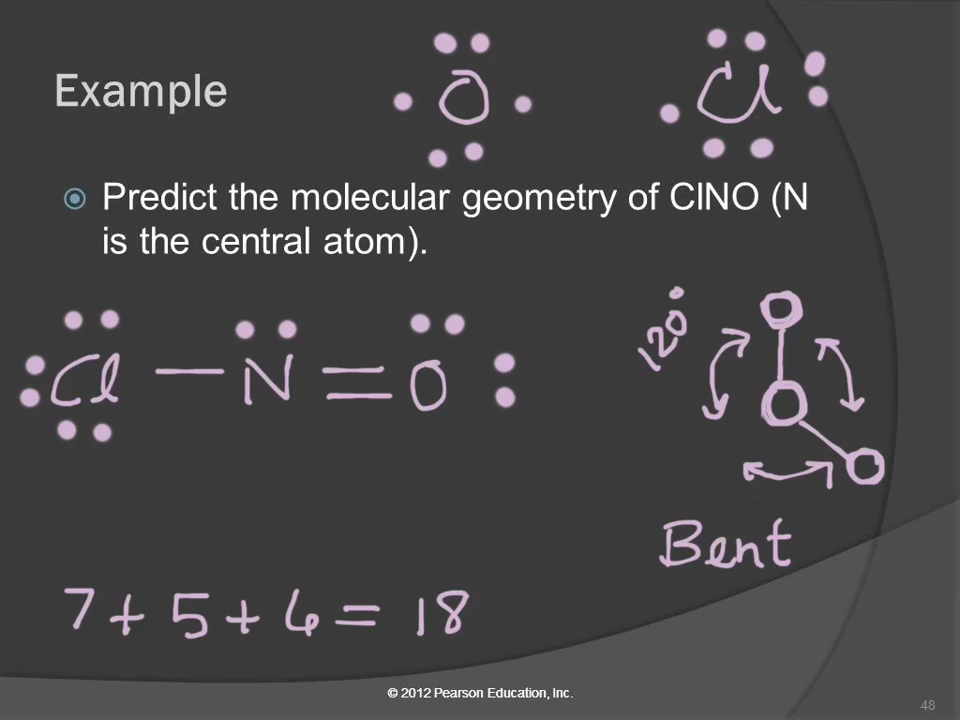 Example
O
Cl
Predict the molecular geometry of ClNO (N
is the central atom).
Cl — N = O
120°
Bent
7 + 5 + 6 = 18
© 2012 Pearson Education, Inc.
48